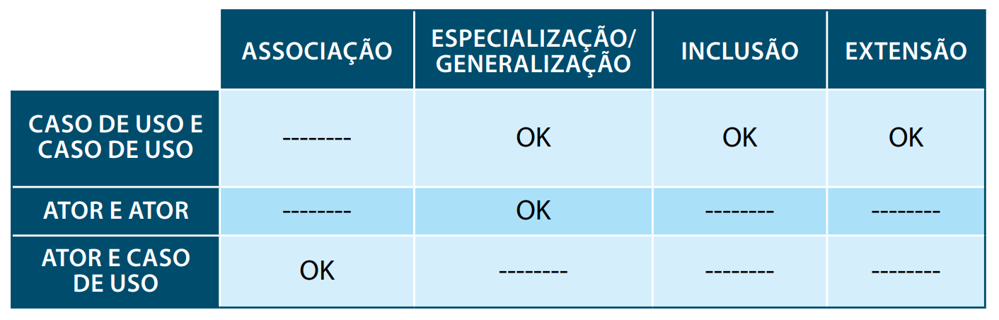 ASSOCIAÇÃO
ESPECIALIZAÇÃO/
GENERALIZAÇÃO
INCLUSÃO
EXTENSÃO
CASO DE USO E
CASO DE USO
--------
OK
OK
OK
ATOR E ATOR
--------
OK
--------
--------
ATOR E CASO
DE USO
OK
--------
--------
--------